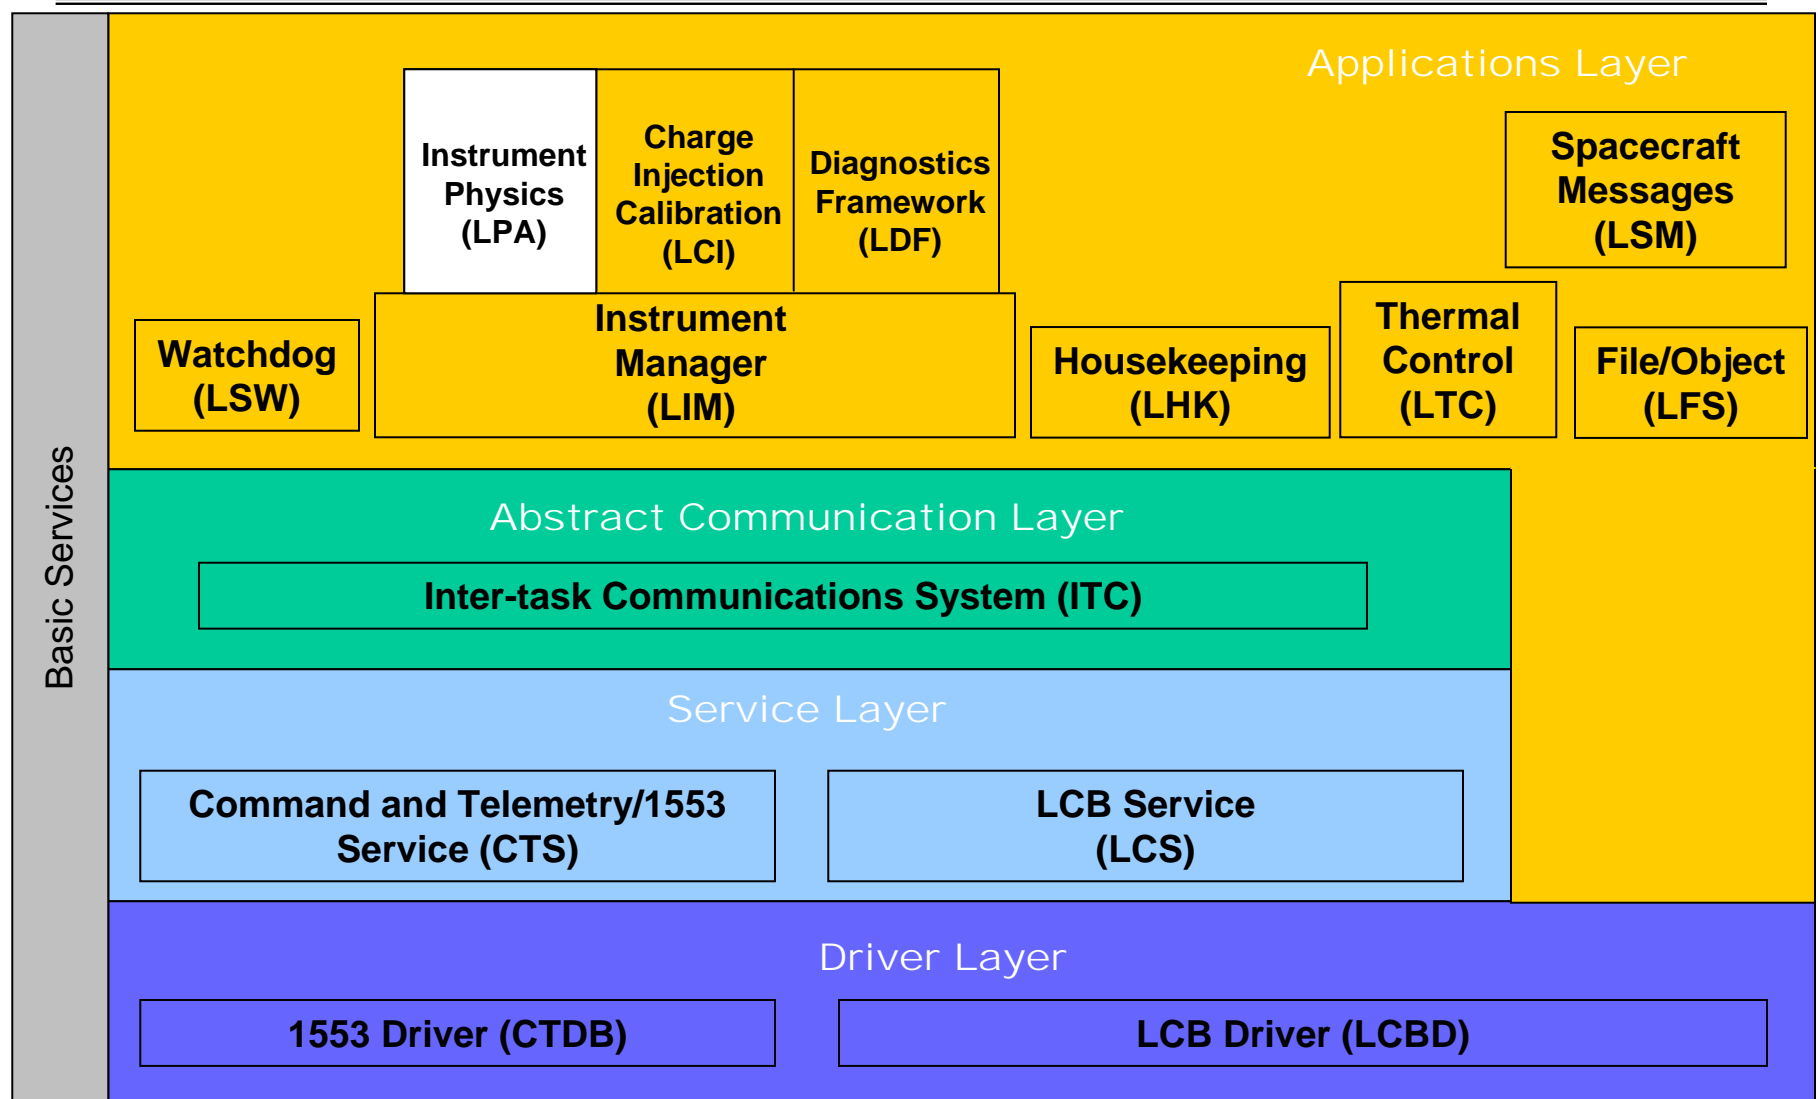 Basic Services
Applications Layer
Instrument
Physics
(LPA)
Charge
Injection
Calibration
(LCI)
Diagnostics
Framework
(LDF)
Spacecraft
Messages
(LSM)
Watchdog
(LSW)
Instrument
Manager
(LIM)
Housekeeping
(LHK)
Thermal
Control
(LTC)
File/Object
(LFS)
Abstract Communication Layer
Inter-task Communications System (ITC)
Service Layer
Command and Telemetry/1553
Service (CTS)
LCB Service
(LCS)
Driver Layer
1553 Driver (CTDB)
LCB Driver (LCBD)